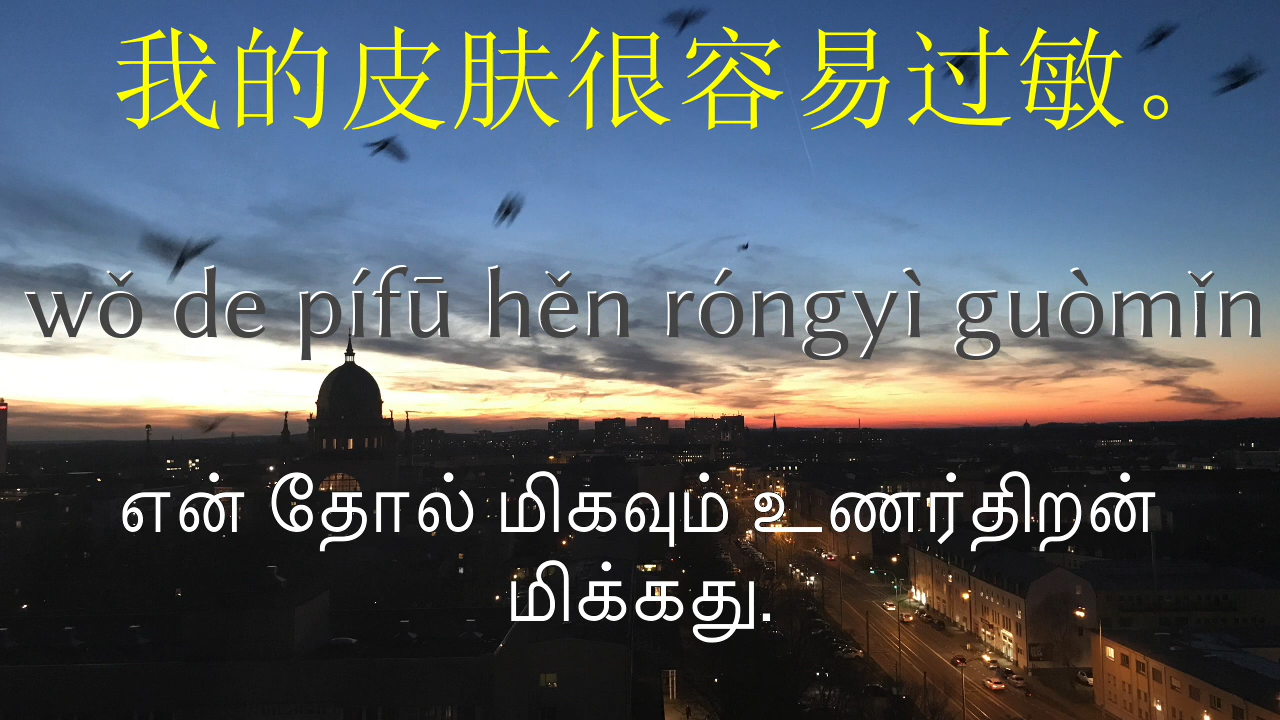 我的皮肤很容易过敏。
wǒ de pífū hěn róngyì guòmǐn
என் தோல் மிகவும் உணர்திறன்
மிக்கது.